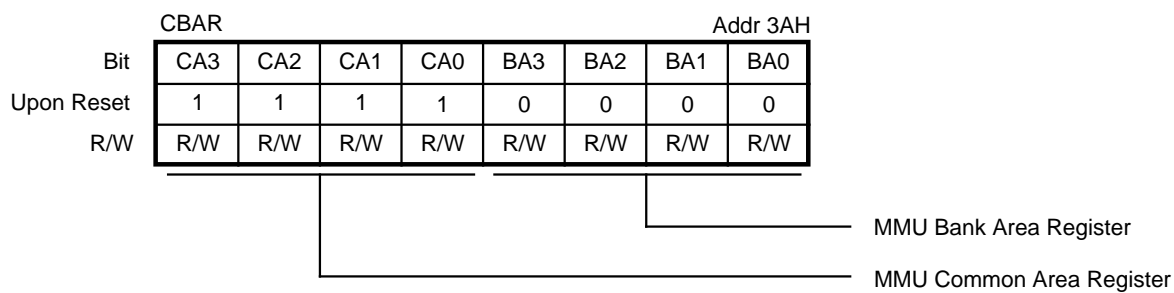 CBAR Addr 3AH
Bit CA3 CA2 CA1 CA0 BA3 BA2 BA1 BA0
Upon Reset 1 1 1 1 0 0 0 0
R/W R/W R/W R/W R/W R/W R/W R/W R/W
MMU Bank Area Register
MMU Common Area Register